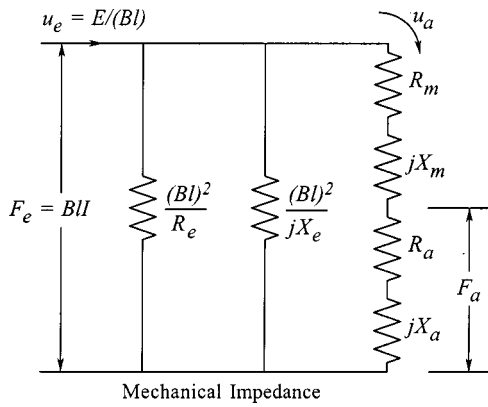 u_e = E/(Bl)
u_a
R_m
jX_m
F_e = BlI
(Bl)^2
R_e
(Bl)^2
jX_e
R_a
F_a
jX_a
Mechanical Impedance